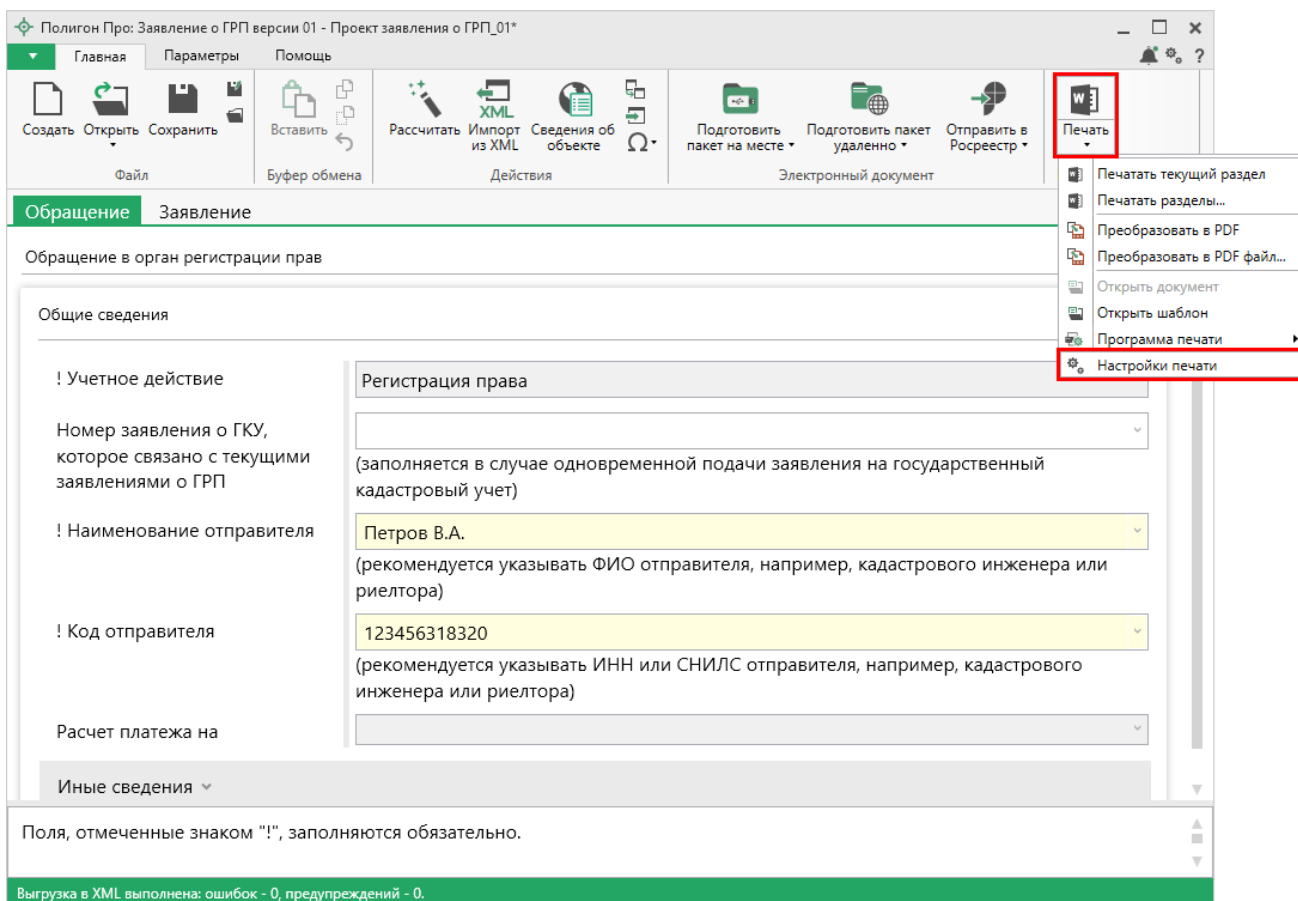 Полигон Про: Заявление о ГРП версии 01 - Проект заявления о ГРП_01*
Главная Параметры Помощь
?
Создать Открыть Сохранить
Файл
Вставить
Буфер обмена
Рассчитать Импорт из XML Сведения об объекте
XML
Ω
Действия
Подготовить пакет на месте
Подготовить пакет удаленно
Отправить в Росреестр
Электронный документ
W
Печать
Печатать текущий раздел
Печатать разделы...
Преобразовать в PDF
Преобразовать в PDF файл...
Открыть документ
Открыть шаблон
Программа печати
Настройки печати
Обращение Заявление
Обращение в орган регистрации прав
Общие сведения
! Учетное действие
Регистрация права
Номер заявления о ГКУ,
которое связано с текущими
заявлениями о ГРП
(заполняется в случае одновременной подачи заявления на государственный
кадастровый учет)
! Наименование отправителя
Петров В.А.
(рекомендуется указывать ФИО отправителя, например, кадастрового инженера или
риелтора)
! Код отправителя
123456318320
(рекомендуется указывать ИНН или СНИЛС отправителя, например, кадастрового
инженера или риелтора)
Расчет платежа на
Иные сведения
Поля, отмеченные знаком "!", заполняются обязательно.
Выгрузка в XML выполнена: ошибок - 0, предупреждений - 0.